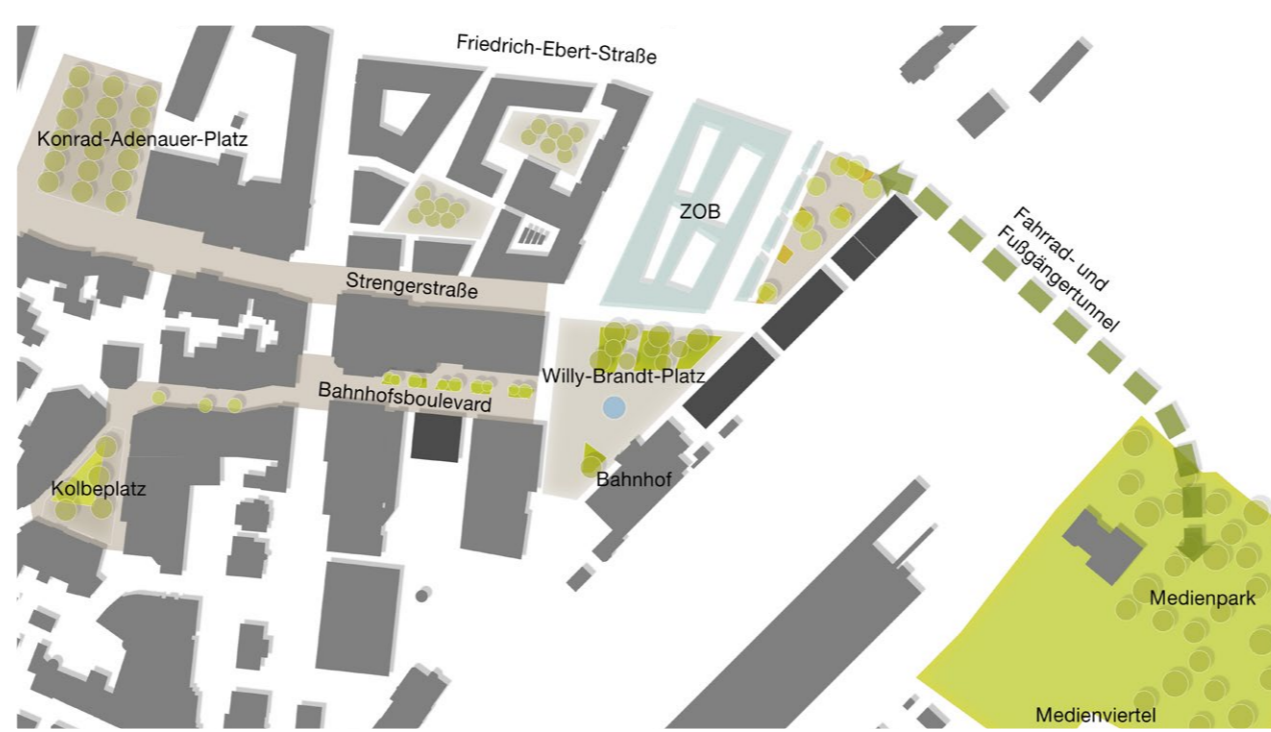 Friedrich-Ebert-Straße
Konrad-Adenauer-Platz
ZOB
Fahrrad- und
Fußgängertunnel
Strengerstraße
Willy-Brandt-Platz
Bahnhofsboulevard
Bahnhof
Kolbeplatz
Medienpark
Medienviertel